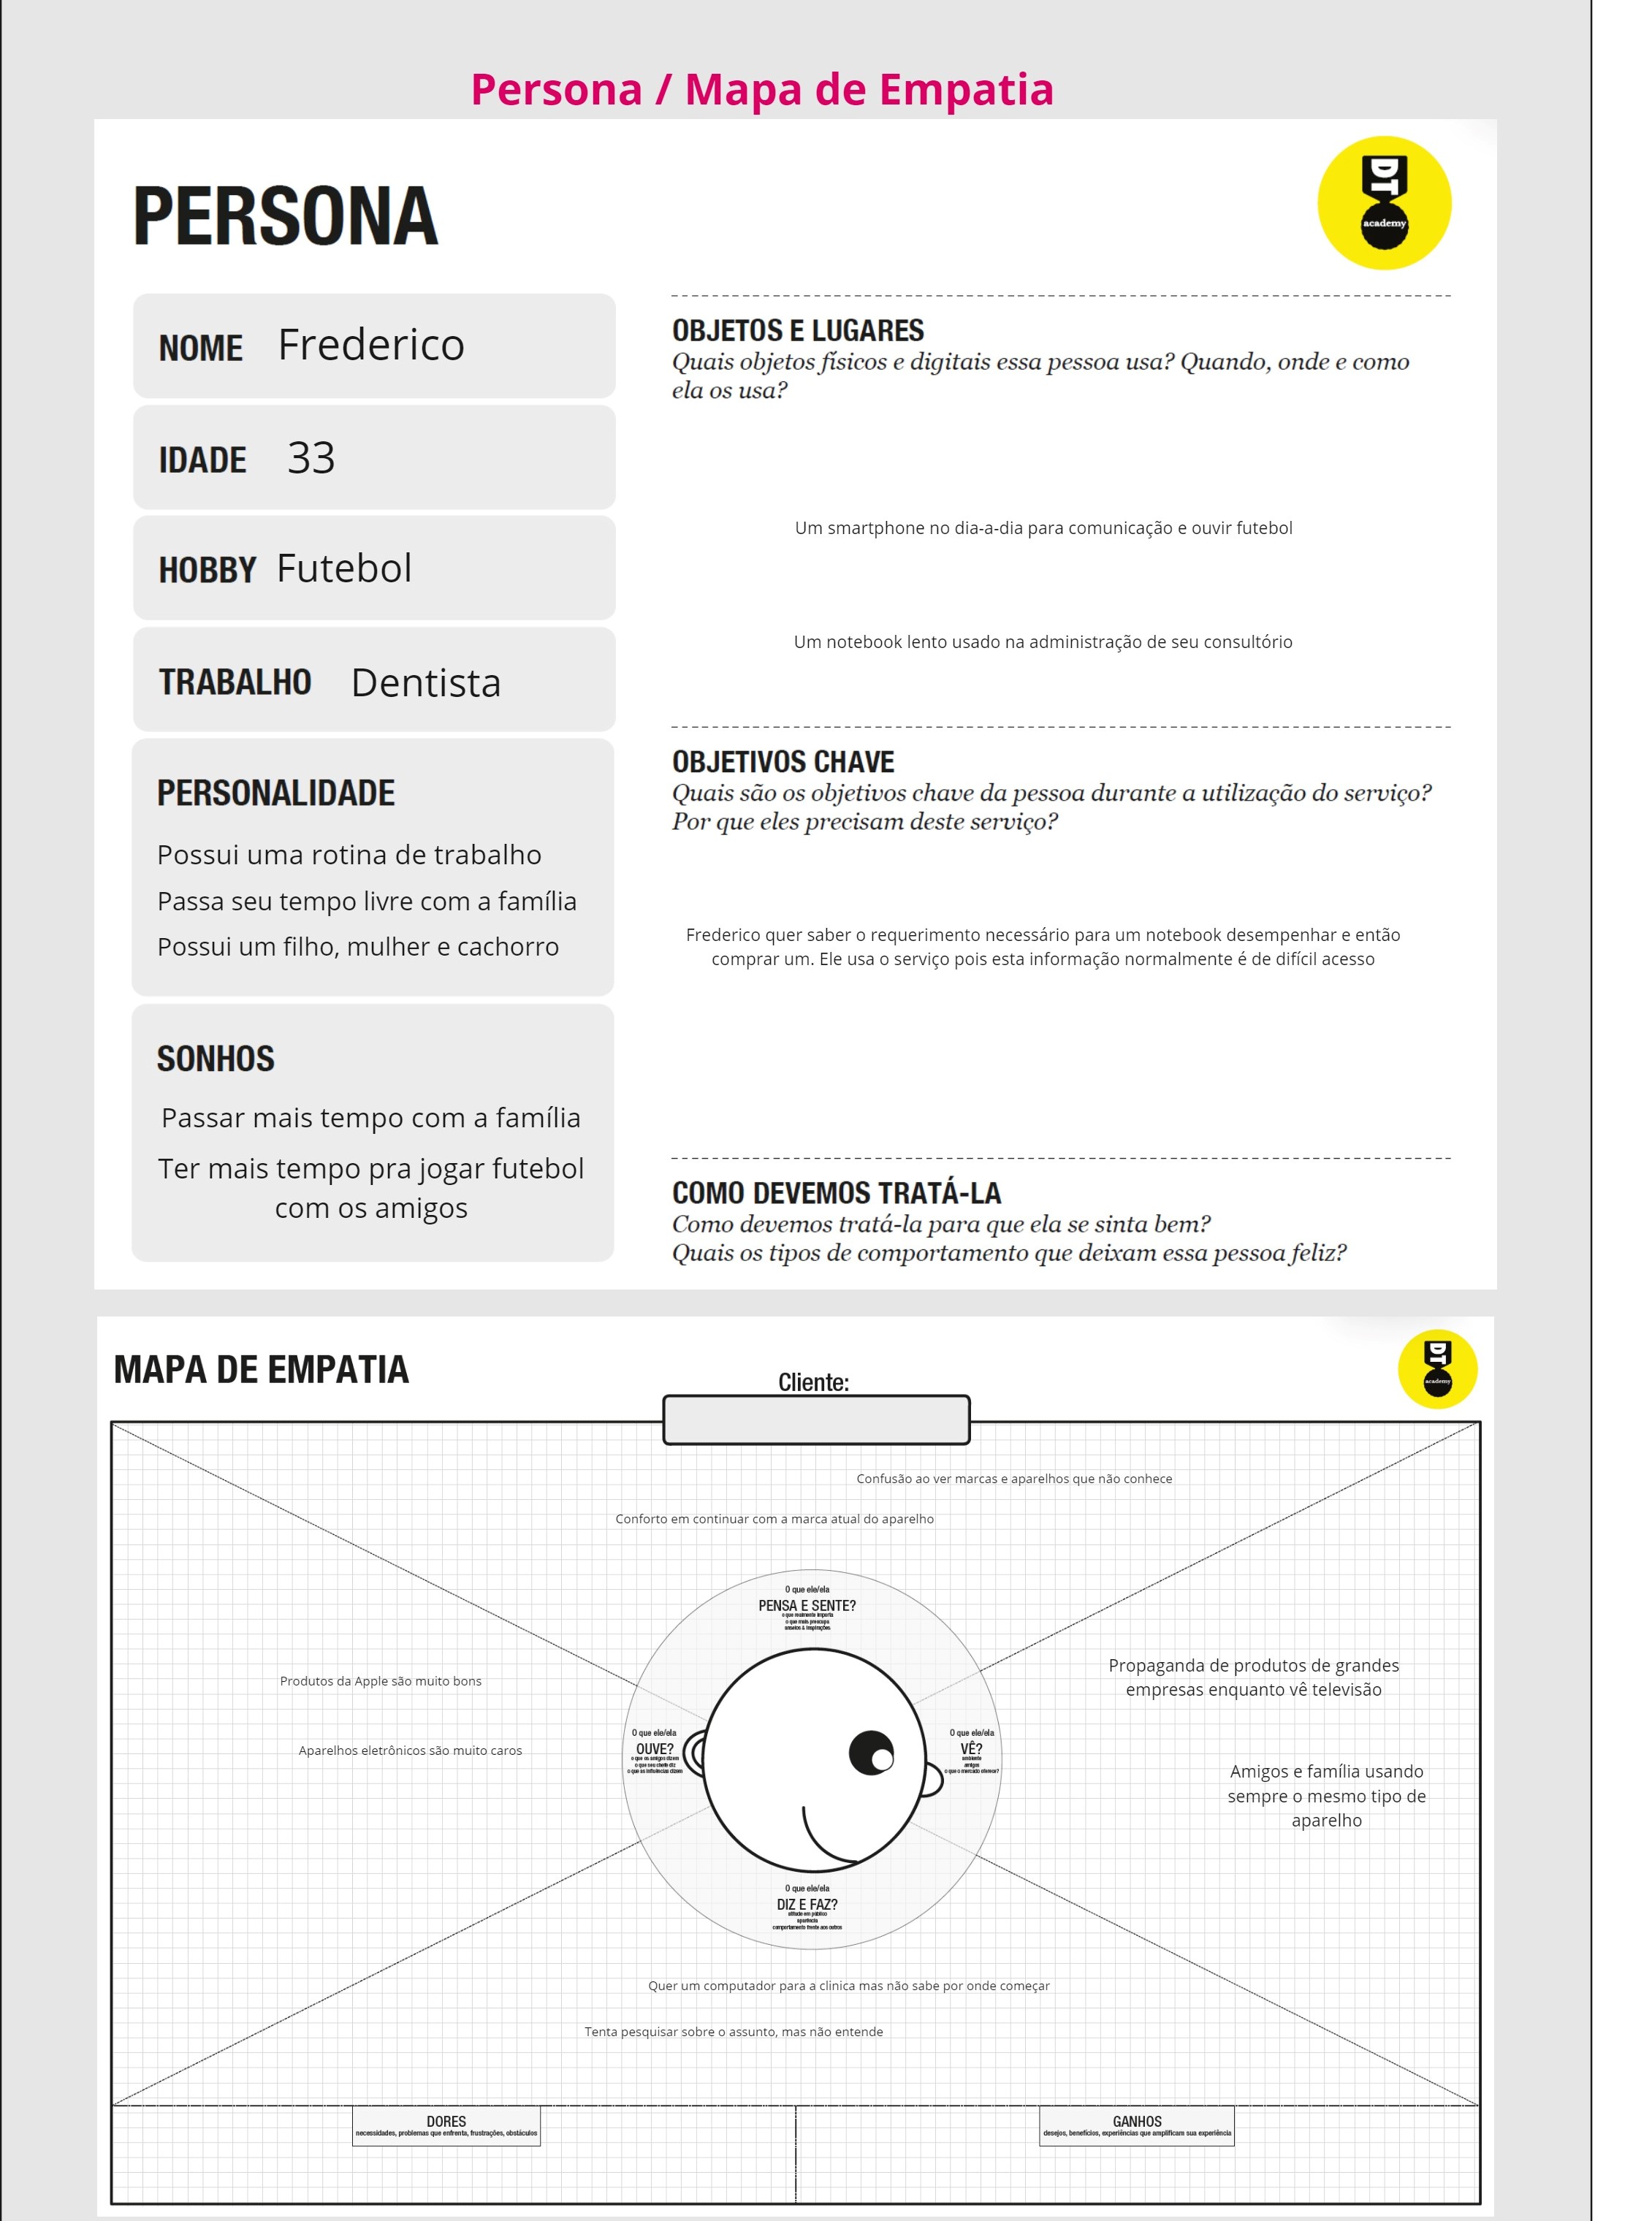 Persona / Mapa de Empatia
PERSONA
DT
academy
NOME Frederico
IDADE 33
HOBBY Futebol
TRABALHO Dentista
PERSONALIDADE
Possui uma rotina de trabalho
Passa seu tempo livre com a família
Possui um filho, mulher e cachorro
SONHOS
Passar mais tempo com a família
Ter mais tempo pra jogar futebol
com os amigos
OBJETOS E LUGARES
Quais objetos físicos e digitais essa pessoa usa? Quando, onde e como
ela os usa?
Um smartphone no dia-a-dia para comunicação e ouvir futebol
Um notebook lento usado na administração de seu consultório
OBJETIVOS CHAVE
Quais são os objetivos chave da pessoa durante a utilização do serviço?
Por que eles precisam deste serviço?
Frederico quer saber o requerimento necessário para um notebook desempenhar e então
comprar um. Ele usa o serviço pois esta informação normalmente é de difícil acesso
COMO DEVEMOS TRATÁ-LA
Como devemos tratá-la para que ela se sinta bem?
Quais os tipos de comportamento que deixam essa pessoa feliz?
MAPA DE EMPATIA
Cliente:
DT
academy
Confusão ao ver marcas e aparelhos que não conhece
Conforto em continuar com a marca atual do aparelho
O que ele/ela
PENSA E SENTE?
o que realmente importa
o que mais preocupa
anseios & inspirações
Produtos da Apple são muito bons
Aparelhos eletrônicos são muito caros
O que ele/ela
OUVE?
o que os amigos dizem
o que seu chefe diz
o que as influências dizem
O que ele/ela
VÊ?
ambiente
amigos
o que o mercado oferece?
Propaganda de produtos de grandes
empresas enquanto vê televisão
Amigos e família usando
sempre o mesmo tipo de
aparelho
O que ele/ela
DIZ E FAZ?
atitude em público
aparência
comportamento frente aos outros
Quer um computador para a clinica mas não sabe por onde começar
Tenta pesquisar sobre o assunto, mas não entende
DORES
necessidades, problemas que enfrenta, frustrações, obstáculos
GANHOS
desejos, benefícios, experiências que amplificam sua experiência